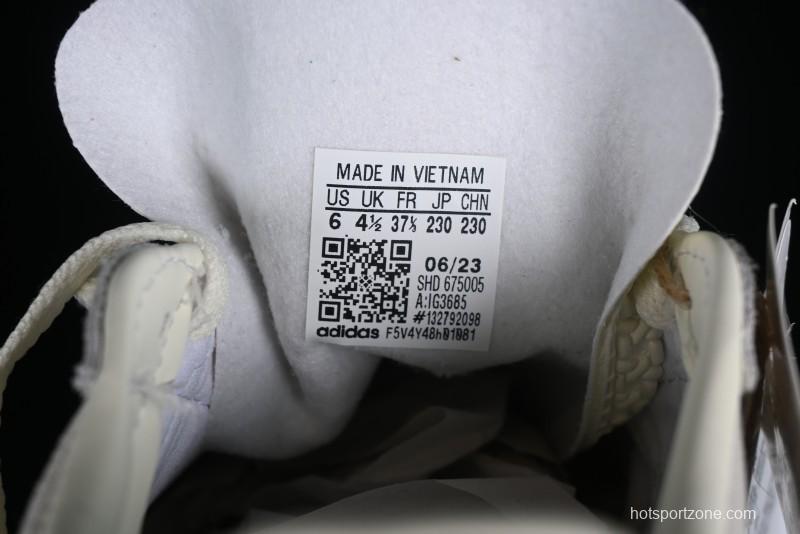 MADE IN VIETNAM
US UK FR JP CHN
6 4½ 37⅓ 230 230
06/23
SHD 675005
A:IG3685
#132792098
adidas F5V4Y48h01081
hotsportzone.com